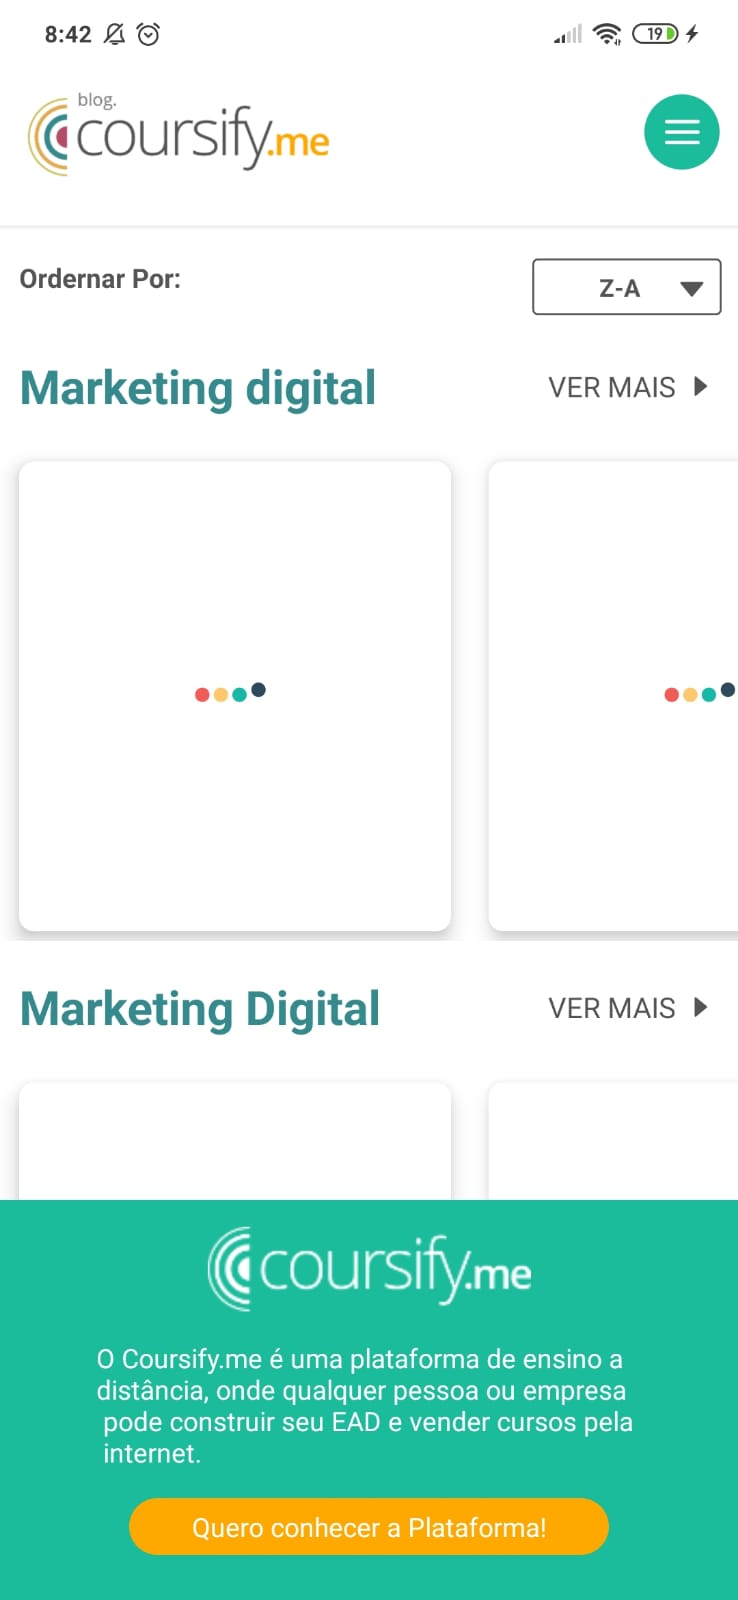 8:42
19
blog.
coursify.me
Ordernar Por:
Z-A
Marketing digital
VER MAIS
Marketing Digital
VER MAIS
coursify.me
O Coursify.me é uma plataforma de ensino a
distância, onde qualquer pessoa ou empresa
pode construir seu EAD e vender cursos pela
internet.
Quero conhecer a Plataforma!